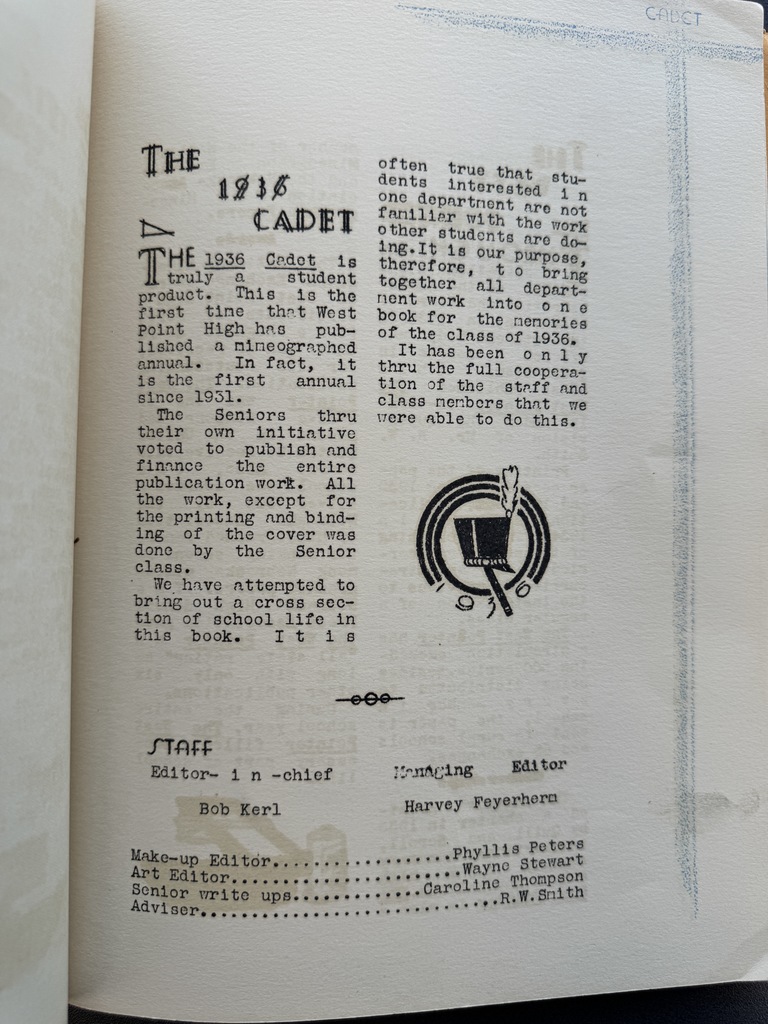 CADET
THE
1936
CADET
THE 1936 Cadet is
truly a student
product. This is the
first time that West
Point High has pub-
lished a mimeographed
annual. In fact, it
is the first annual
since 1931.
The Seniors thru
their own initiative
voted to publish and
finance the entire
publication work. All
the work, except for
the printing and bind-
ing of the cover was
done by the Senior
class.
We have attempted to
bring out a cross sec-
tion of school life in
this book. It is
often true that stu-
dents interested in
one department are not
familiar with the work
other students are do-
ing.It is our purpose,
therefore, to bring
together all depart-
ment work into one
book for the memories
of the class of 1936.
It has been only
thru the full coopera-
tion of the staff and
class members that we
were able to do this.
1936
STAFF
Editor-in-chief
Bob Kerl
Managing Editor
Harvey Feyerherm
Make-up Editor....................Phyllis Peters
Art Editor..........................Wayne Stewart
Senior write ups..............Caroline Thompson
Adviser.................................R.W.Smith